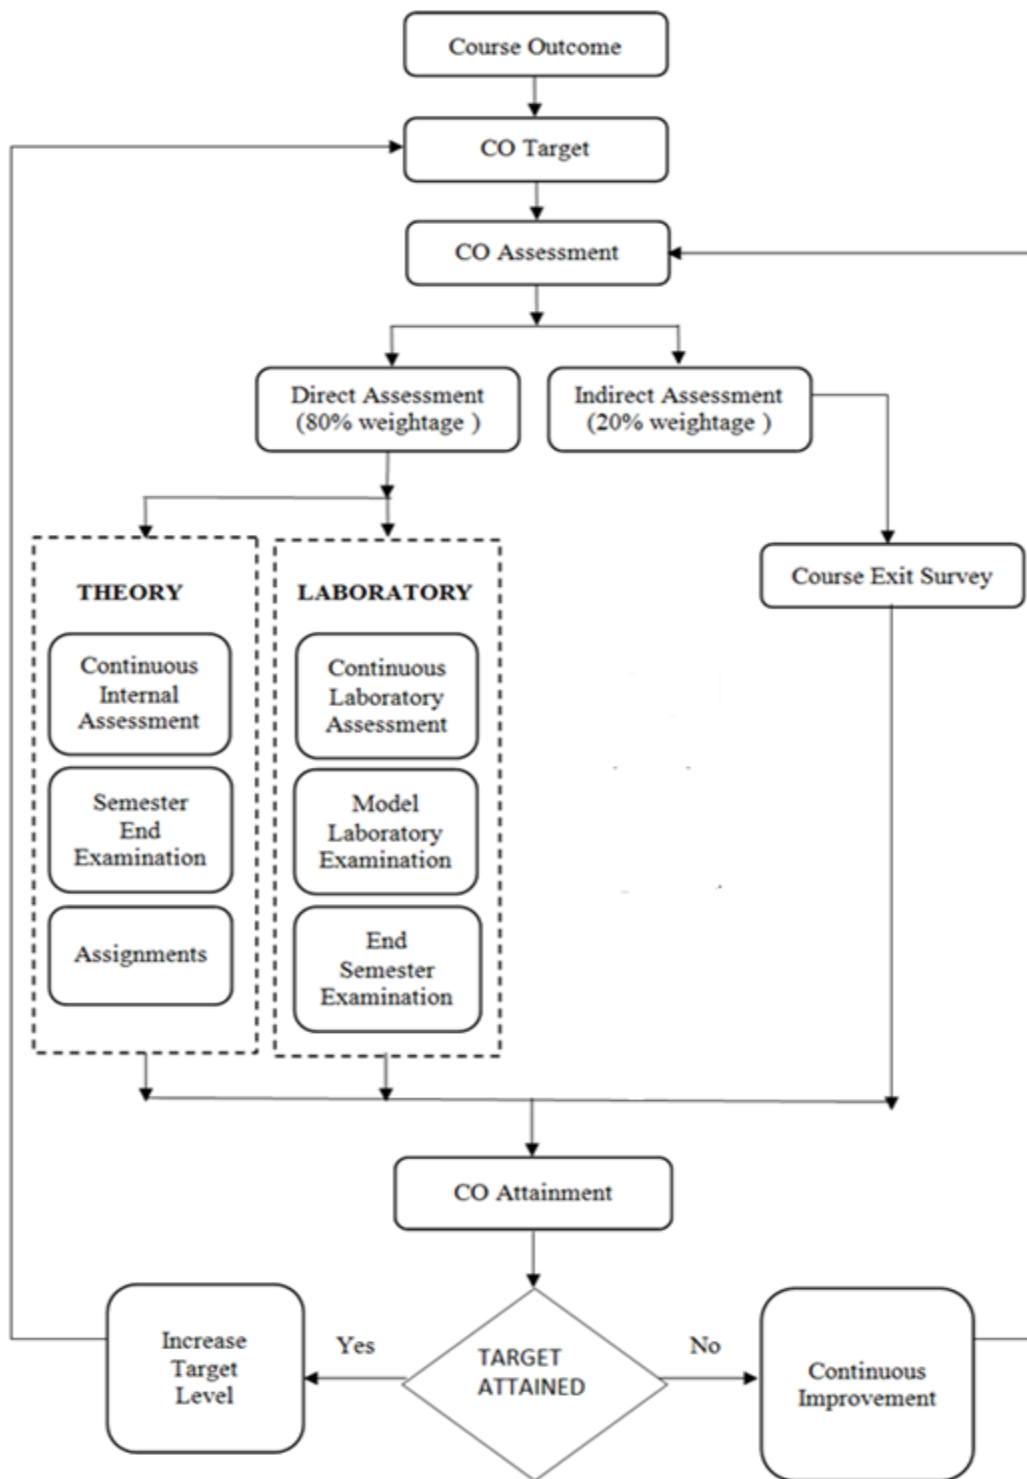 Course Outcome
CO Target
CO Assessment
Direct Assessment
(80% weightage )
Indirect Assessment
(20% weightage )
Course Exit Survey
THEORY
Continuous
Internal
Assessment
Semester
End
Examination
Assignments
LABORATORY
Continuous
Laboratory
Assessment
Model
Laboratory
Examination
End
Semester
Examination
CO Attainment
TARGET
ATTAINED
Yes
Increase
Target
Level
No
Continuous
Improvement